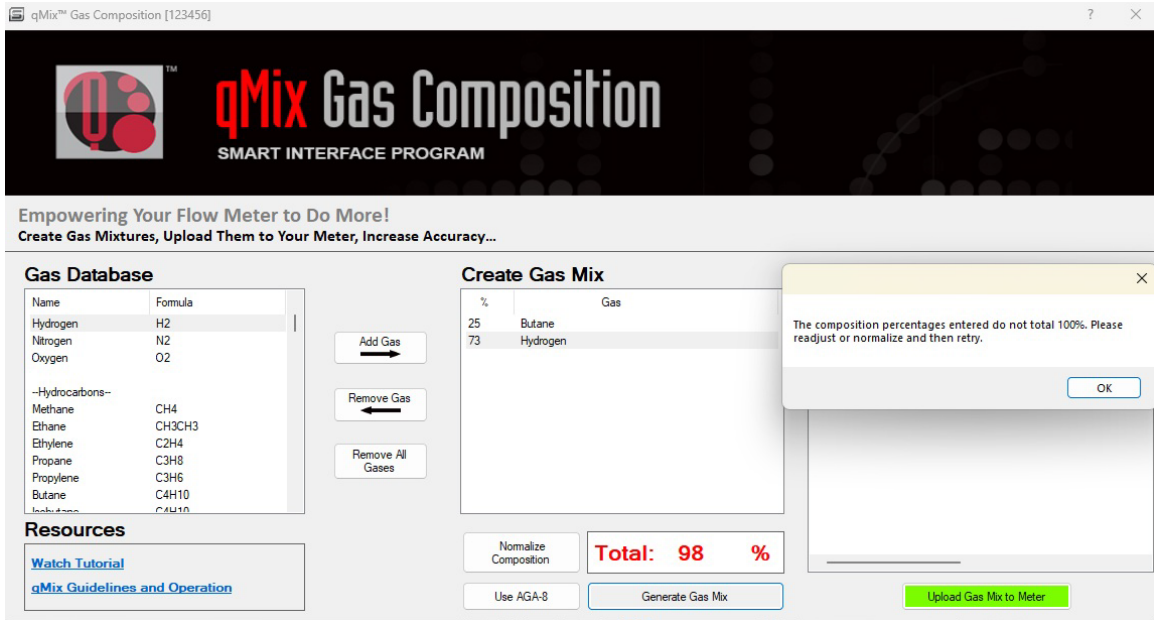 qMix™ Gas Composition [123456]
?
TM
qMix Gas Composition
SMART INTERFACE PROGRAM
Empowering Your Flow Meter to Do More!
Create Gas Mixtures, Upload Them to Your Meter, Increase Accuracy...
Gas Database
Name Formula
Hydrogen H2
Nitrogen N2
Oxygen O2
--Hydrocarbons--
Methane CH4
Ethane CH3CH3
Ethylene C2H4
Propane C3H8
Propylene C3H6
Butane C4H10
Isobutane C4H10
Add Gas
Remove Gas
Remove All
Gases
Create Gas Mix
% Gas
25 Butane
73 Hydrogen
The composition percentages entered do not total 100%. Please
readjust or normalize and then retry.
OK
Resources
Watch Tutorial
qMix Guidelines and Operation
Normalize
Composition
Total: 98 %
Use AGA-8
Generate Gas Mix
Upload Gas Mix to Meter